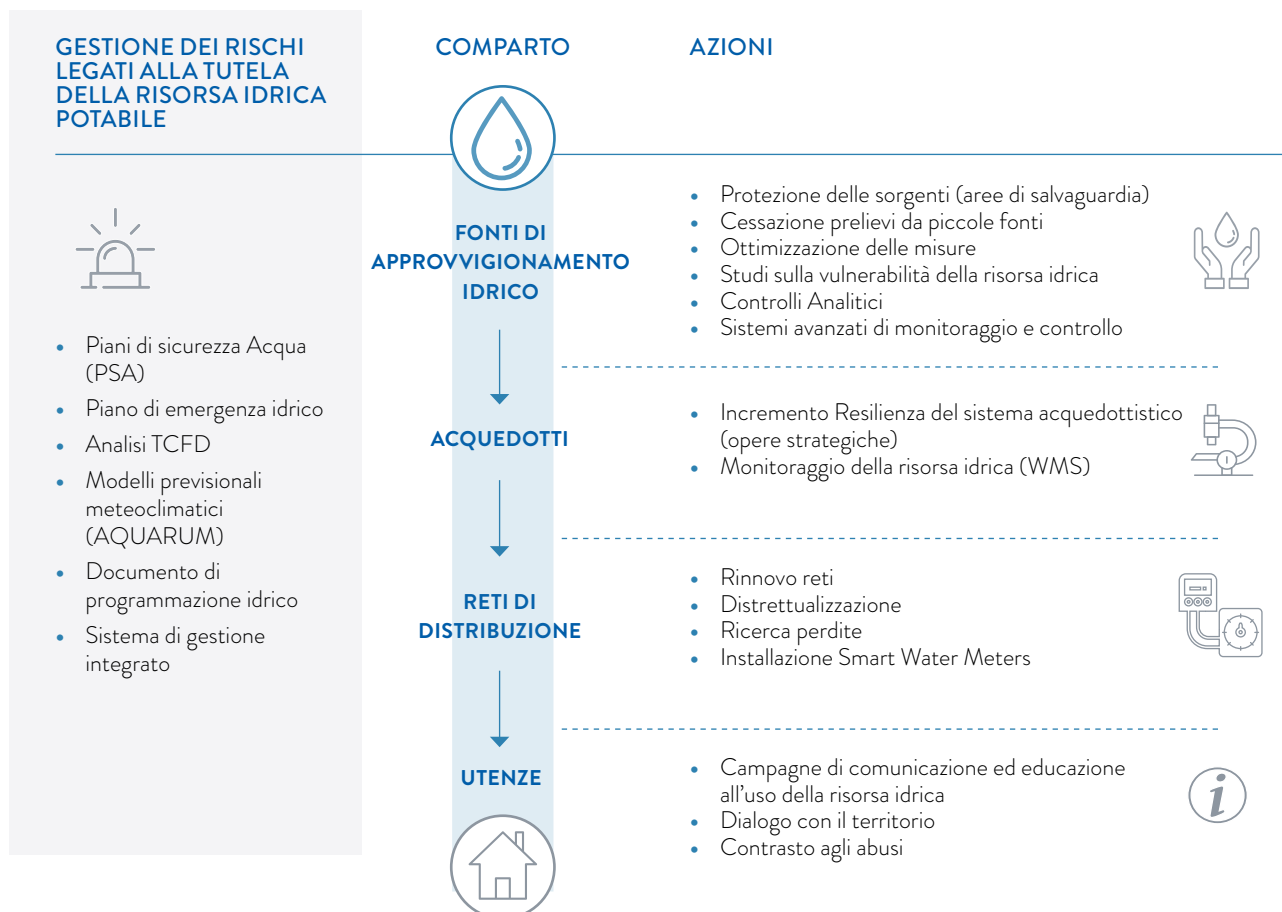 GESTIONE DEI RISCHI
LEGATI ALLA TUTELA
DELLA RISORSA IDRICA
POTABILE
• Piani di sicurezza Acqua
(PSA)
• Piano di emergenza idrico
• Analisi TCFD
• Modelli previsionali
meteoclimatici
(AQUARUM)
• Documento di
programmazione idrico
• Sistema di gestione
integrato
COMPARTO
AZIONI
FONTI DI
APPROVVIGIONAMENTO
IDRICO
• Protezione delle sorgenti (aree di salvaguardia)
• Cessazione prelievi da piccole fonti
• Ottimizzazione delle misure
• Studi sulla vulnerabilità della risorsa idrica
• Controlli Analitici
• Sistemi avanzati di monitoraggio e controllo
ACQUEDOTTI
• Incremento Resilienza del sistema acquedottistico
(opere strategiche)
• Monitoraggio della risorsa idrica (WMS)
RETI DI
DISTRIBUZIONE
• Rinnovo reti
• Distrettualizzazione
• Ricerca perdite
• Installazione Smart Water Meters
UTENZE
• Campagne di comunicazione ed educazione
all'uso della risorsa idrica
• Dialogo con il territorio
• Contrasto agli abusi
i